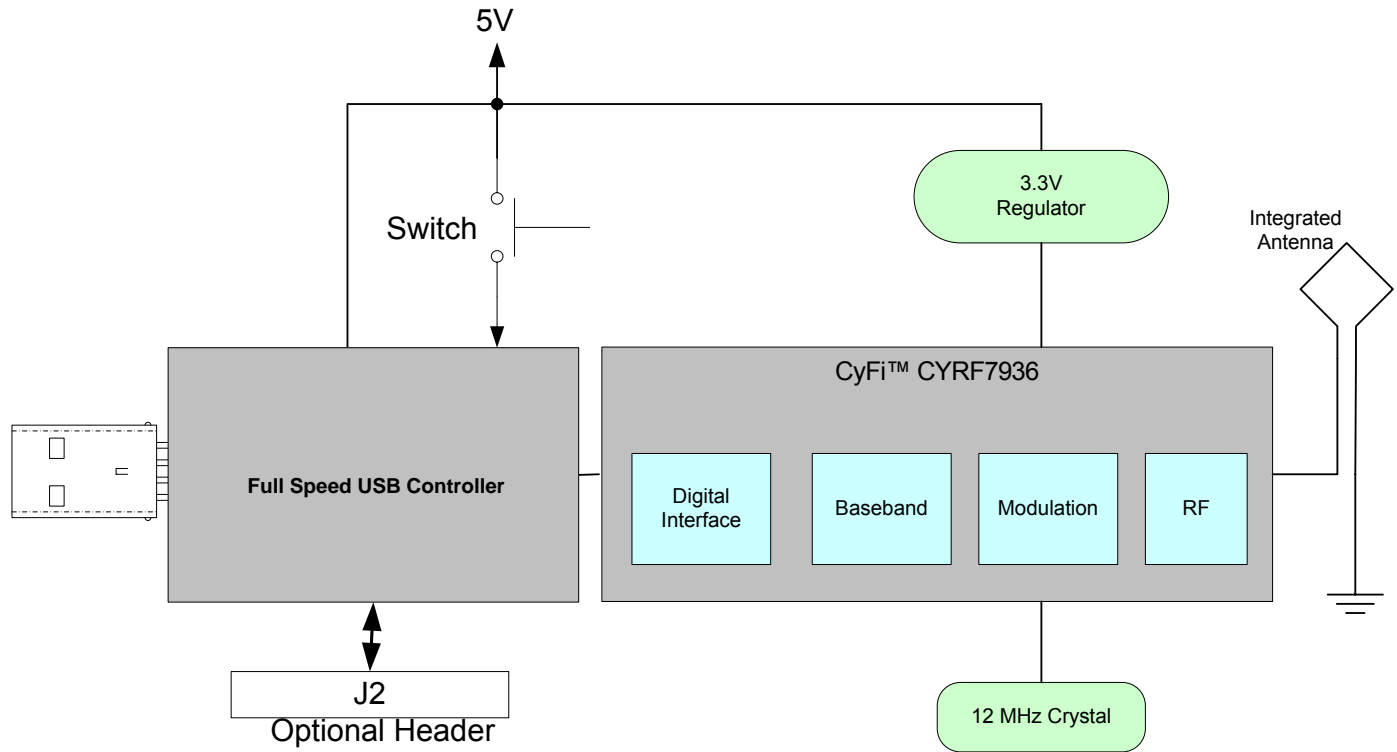 5V
3.3V
Regulator
Switch
Integrated
Antenna
CyFi™ CYRF7936
Full Speed USB Controller
Digital
Interface
Baseband
Modulation
RF
J2
Optional Header
12 MHz Crystal